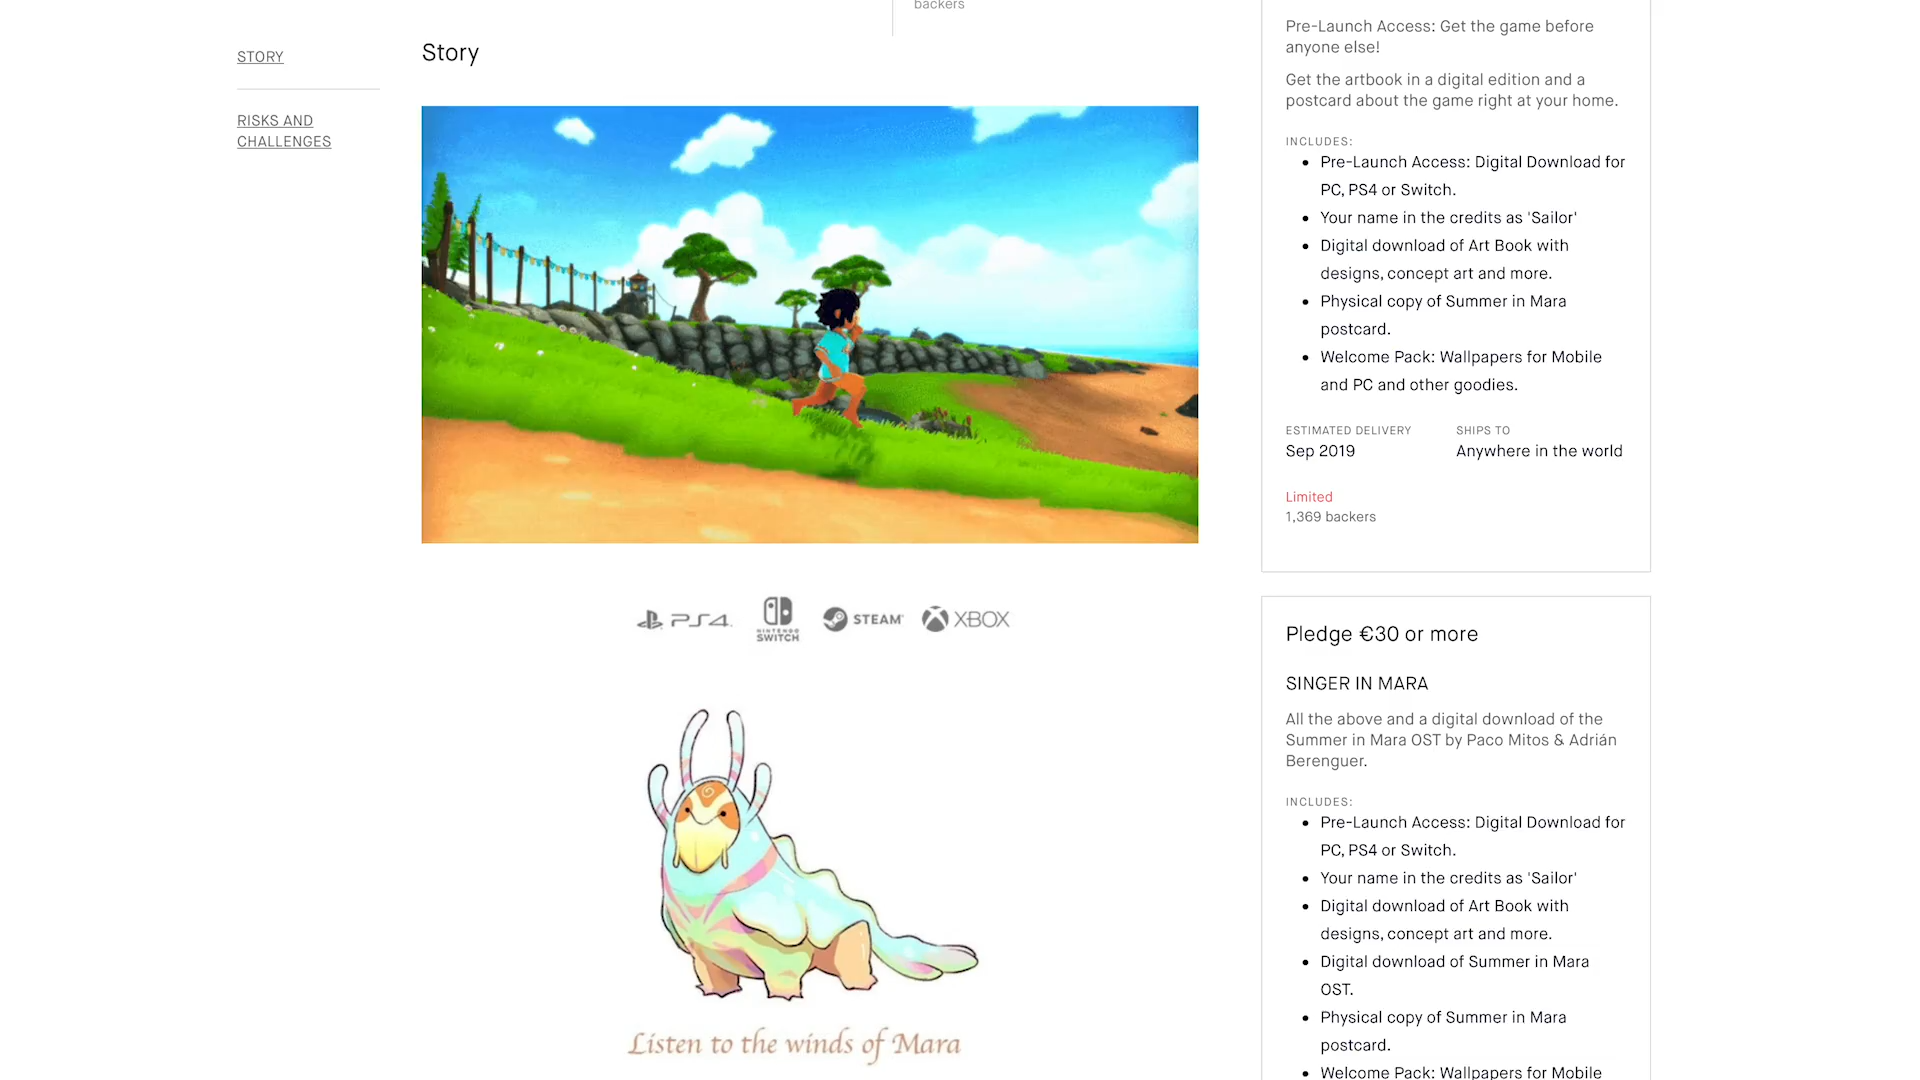 backers
STORY
RISKS AND
CHALLENGES
Story
PS4
NINTENDO
SWITCH
STEAM
XBOX
Listen to the winds of Mara
Pre-Launch Access: Get the game before
anyone else!
Get the artbook in a digital edition and a
postcard about the game right at your home.
INCLUDES:
Pre-Launch Access: Digital Download for
PC, PS4 or Switch.
Your name in the credits as 'Sailor'
Digital download of Art Book with
designs, concept art and more.
Physical copy of Summer in Mara
postcard.
Welcome Pack: Wallpapers for Mobile
and PC and other goodies.
ESTIMATED DELIVERY
Sep 2019
SHIPS TO
Anywhere in the world
Limited
1,369 backers
Pledge €30 or more
SINGER IN MARA
All the above and a digital download of the
Summer in Mara OST by Paco Mitos & Adrián
Berenguer.
INCLUDES:
Pre-Launch Access: Digital Download for
PC, PS4 or Switch.
Your name in the credits as 'Sailor'
Digital download of Art Book with
designs, concept art and more.
Digital download of Summer in Mara
OST.
Physical copy of Summer in Mara
postcard.
Welcome Pack: Wallpapers for Mobile